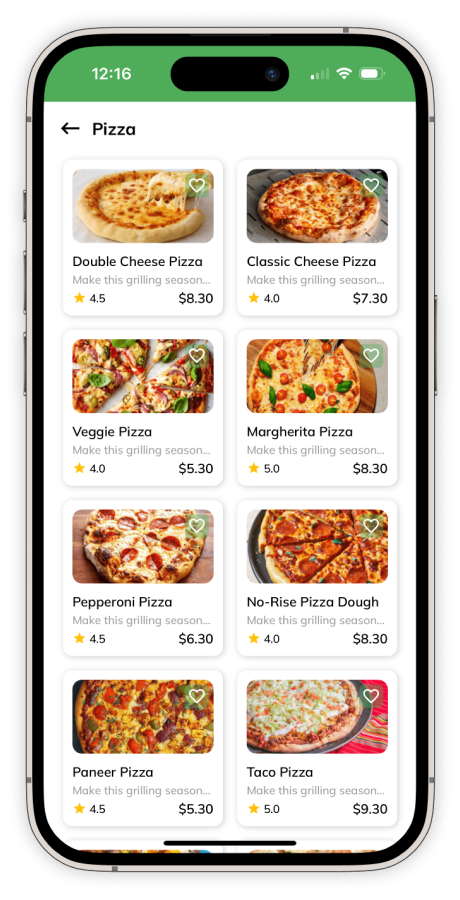 12:16
Pizza
Double Cheese Pizza
Make this grilling season...
4.5 $8.30
Classic Cheese Pizza
Make this grilling season...
4.0 $7.30
Veggie Pizza
Make this grilling season...
4.0 $5.30
Margherita Pizza
Make this grilling season...
5.0 $8.30
Pepperoni Pizza
Make this grilling season...
4.5 $6.30
No-Rise Pizza Dough
Make this grilling season...
4.0 $8.30
Paneer Pizza
Make this grilling season...
4.5 $5.30
Taco Pizza
Make this grilling season...
5.0 $9.30